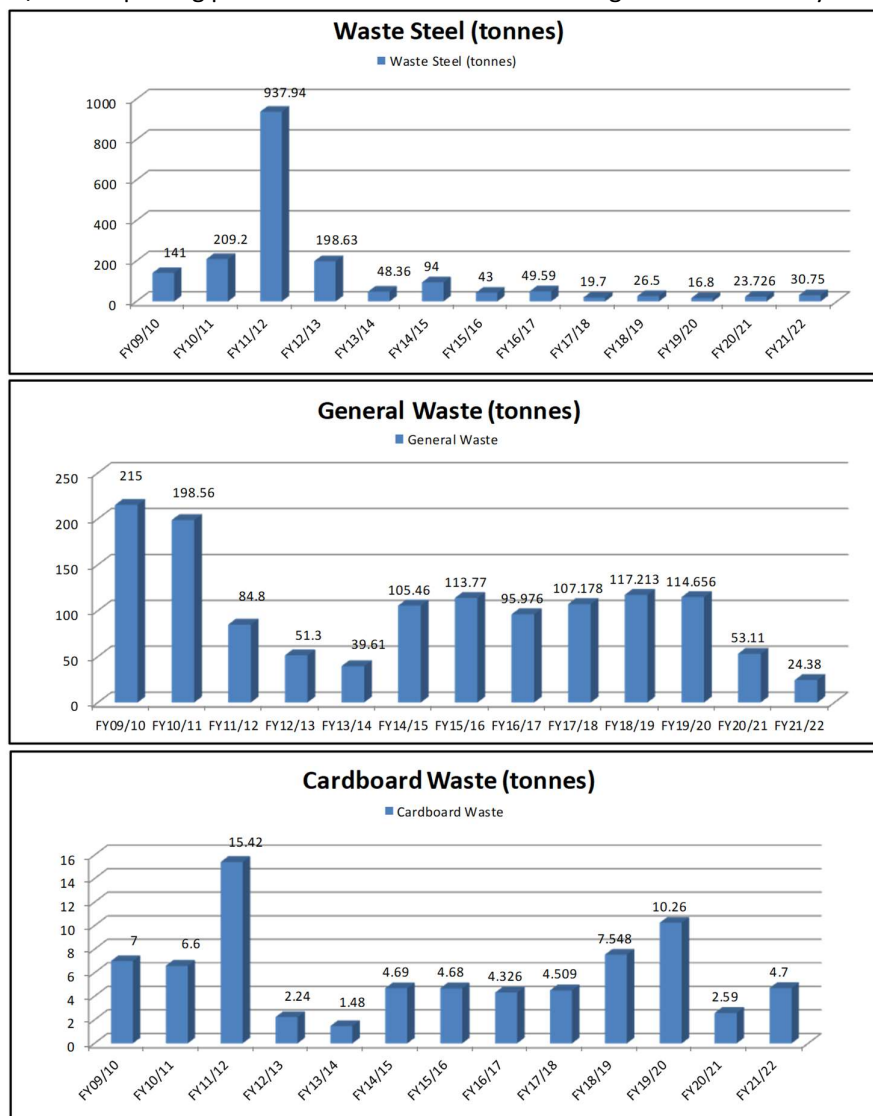 Waste Steel (tonnes)
Waste Steel (tonnes)
937.94
1000
800
600
400
209.2
198.63
200
141
48.36
94
43
49.59
19.7
26.5
16.8
23.726
30.75
0
FY09/10
FY10/11
FY11/12
FY12/13
FY13/14
FY14/15
FY15/16
FY16/17
FY17/18
FY18/19
FY19/20
FY20/21
FY21/22
General Waste (tonnes)
General Waste
250
215
198.56
200
150
105.46
113.77
95.976
107.178
117.213
114.656
100
84.8
51.3
39.61
53.11
24.38
50
0
FY09/10 FY10/11 FY11/12 FY12/13 FY13/14 FY14/15 FY15/16 FY16/17 FY17/18 FY18/19 FY19/20 FY20/21 FY21/22
Cardboard Waste (tonnes)
Cardboard Waste
15.42
16
14
12
10.26
10
7
6.6
7.548
8
6
4.69
4.68
4.326
4.509
4.7
4
2.24
1.48
2.59
2
0
FY09/10
FY10/11
FY11/12
FY12/13
FY13/14
FY14/15
FY15/16
FY16/17
FY17/18
FY18/19
FY19/20
FY20/21
FY21/22